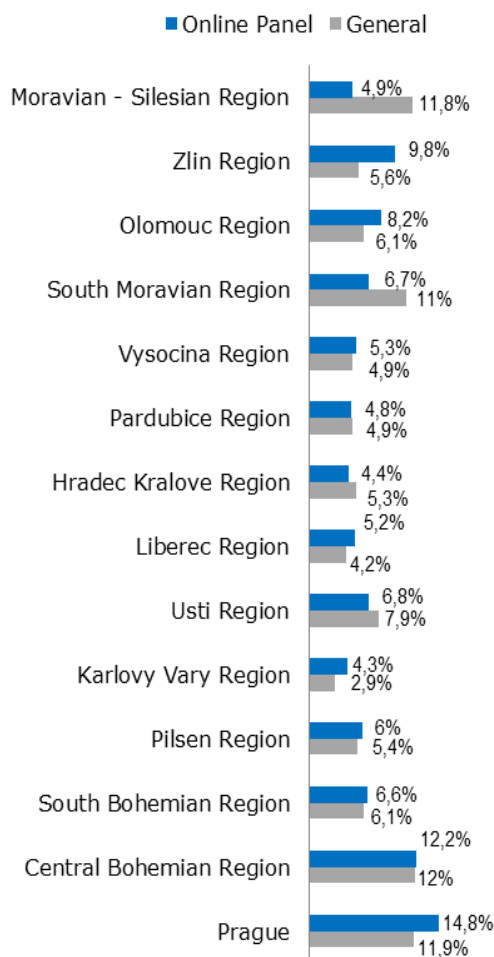 Online Panel General
Moravian - Silesian Region
4,9%
11,8%
Zlin Region
9,8%
5,6%
Olomouc Region
8,2%
6,1%
South Moravian Region
6,7%
11%
Vysocina Region
5,3%
4,9%
Pardubice Region
4,8%
4,9%
Hradec Kralove Region
4,4%
5,3%
Liberec Region
5,2%
4,2%
Usti Region
6,8%
7,9%
Karlovy Vary Region
4,3%
2,9%
Pilsen Region
6%
5,4%
South Bohemian Region
6,6%
6,1%
Central Bohemian Region
12,2%
12%
Prague
14,8%
11,9%